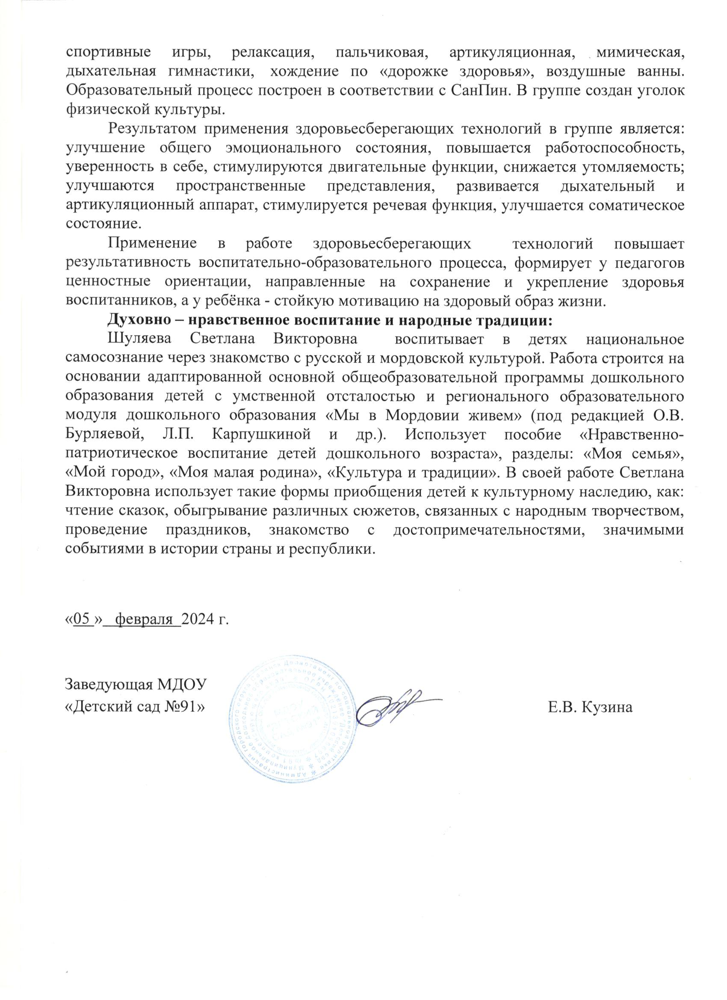 спортивные игры, релаксация, пальчиковая, артикуляционная, мимическая,
дыхательная гимнастики, хождение по «дорожке здоровья», воздушные ванны.
Образовательный процесс построен в соответствии с СанПин. В группе создан уголок
физической культуры.
Результатом применения здоровьесберегающих технологий в группе является:
улучшение общего эмоционального состояния, повышается работоспособность,
уверенность в себе, стимулируются двигательные функции, снижается утомляемость;
улучшаются пространственные представления, развивается дыхательный и
артикуляционный аппарат, стимулируется речевая функция, улучшается соматическое
состояние.
Применение в работе здоровьесберегающих технологий повышает
результативность воспитательно-образовательного процесса, формирует у педагогов
ценностные ориентации, направленные на сохранение и укрепление здоровья
воспитанников, а у ребёнка - стойкую мотивацию на здоровый образ жизни.
Духовно – нравственное воспитание и народные традиции:
Шуляева Светлана Викторовна воспитывает в детях национальное
самосознание через знакомство с русской и мордовской культурой. Работа строится на
основании адаптированной основной общеобразовательной программы дошкольного
образования детей с умственной отсталостью и регионального образовательного
модуля дошкольного образования «Мы в Мордовии живем» (под редакцией О.В.
Бурляевой, Л.П. Карпушкиной и др.). Использует пособие «Нравственно-
патриотическое воспитание детей дошкольного возраста», разделы: «Моя семья»,
«Мой город», «Моя малая родина», «Культура и традиции». В своей работе Светлана
Викторовна использует такие формы приобщения детей к культурному наследию, как:
чтение сказок, обыгрывание различных сюжетов, связанных с народным творчеством,
проведение праздников, знакомство с достопримечательностями, значимыми
событиями в истории страны и республики.
«05 » февраля 2024 г.
Заведующая МДОУ
«Детский сад №91» Е.В. Кузина